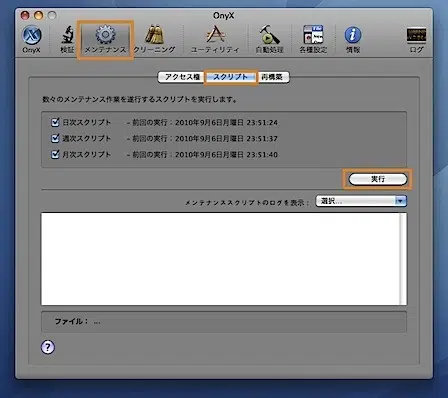 OnyX
OnyX 検証 メンテナンス クリーニング ユーティリティ 自動処理 各種設定 情報 ログ
アクセス権 スクリプト 再構築
数々のメンテナンス作業を遂行するスクリプトを実行します。
日次スクリプト – 前回の実行：2010年9月6日月曜日 23:51:24
週次スクリプト – 前回の実行：2010年9月6日月曜日 23:51:37
月次スクリプト – 前回の実行：2010年9月6日月曜日 23:51:40
実行
メンテナンススクリプトのログを表示： 選択...
ファイル： ...
?